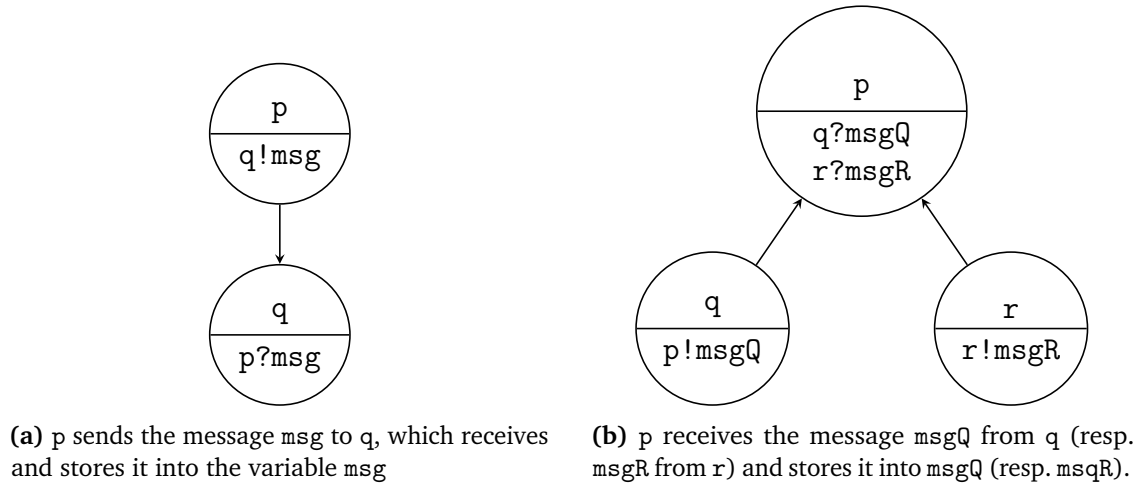 p
q!msg
q
p?msg
(a) p sends the message msg to q, which receives
and stores it into the variable msg
p
q?msgQ
r?msgR
q
p!msgQ
r
r!msgR
(b) p receives the message msgQ from q (resp.
msgR from r) and stores it into msgQ (resp. msqR).